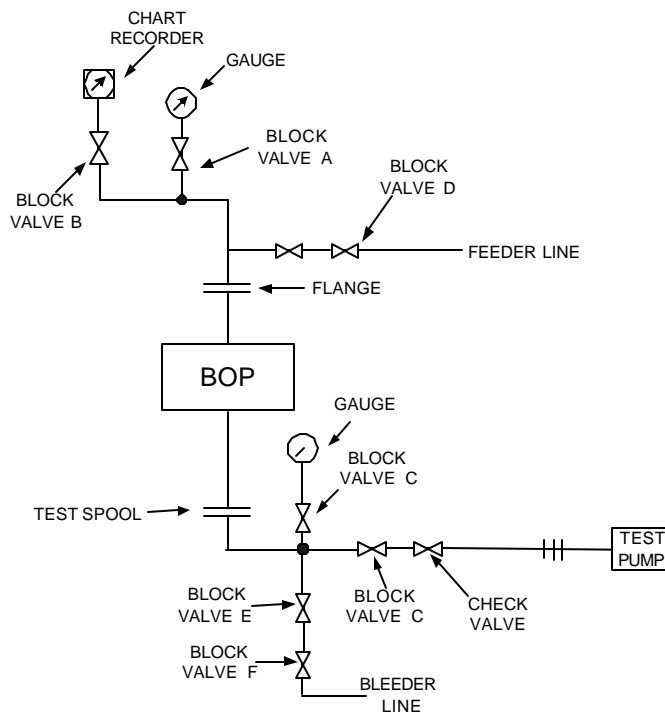 CHART
RECORDER
GAUGE
BLOCK
VALVE A
BLOCK
VALVE D
BLOCK
VALVE B
FEEDER LINE
FLANGE
BOP
GAUGE
BLOCK
VALVE C
TEST SPOOL
TEST
PUMP
BLOCK
VALVE E
BLOCK
VALVE C
CHECK
VALVE
BLOCK
VALVE F
BLEEDER
LINE